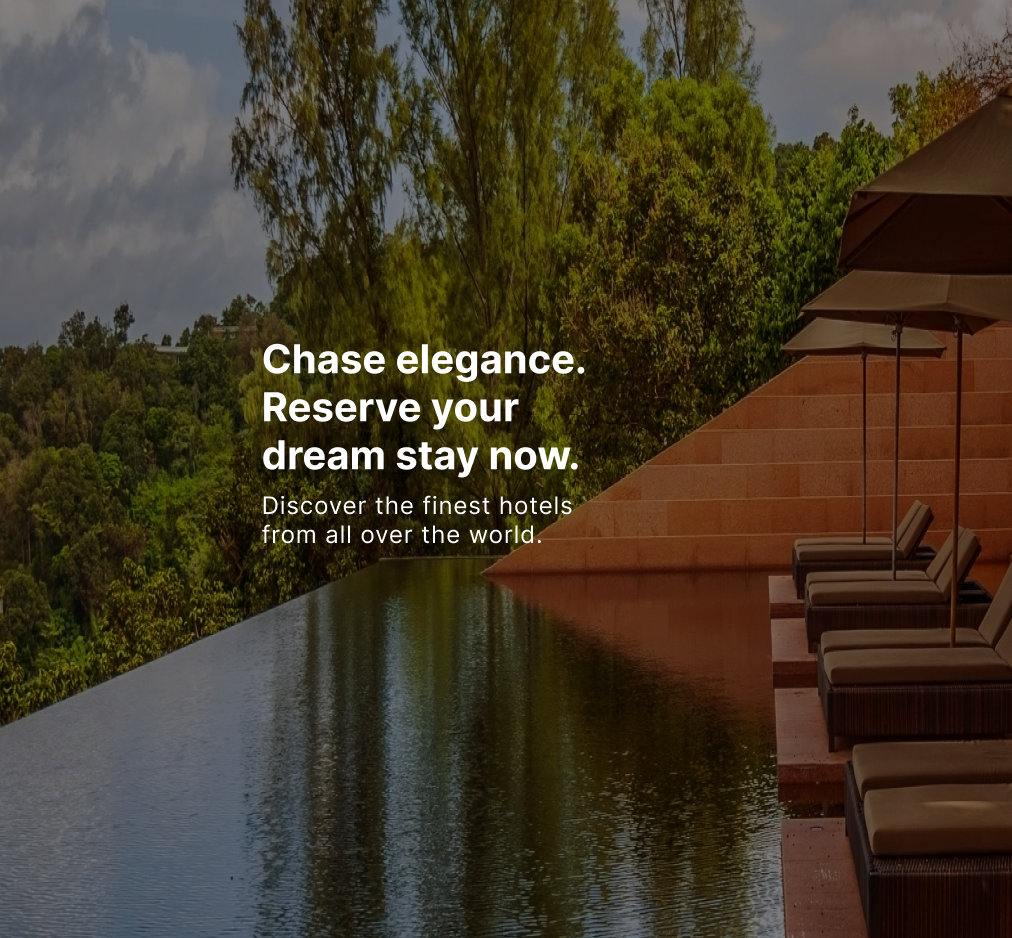 Chase elegance.
Reserve your
dream stay now.
Discover the finest hotels
from all over the world.